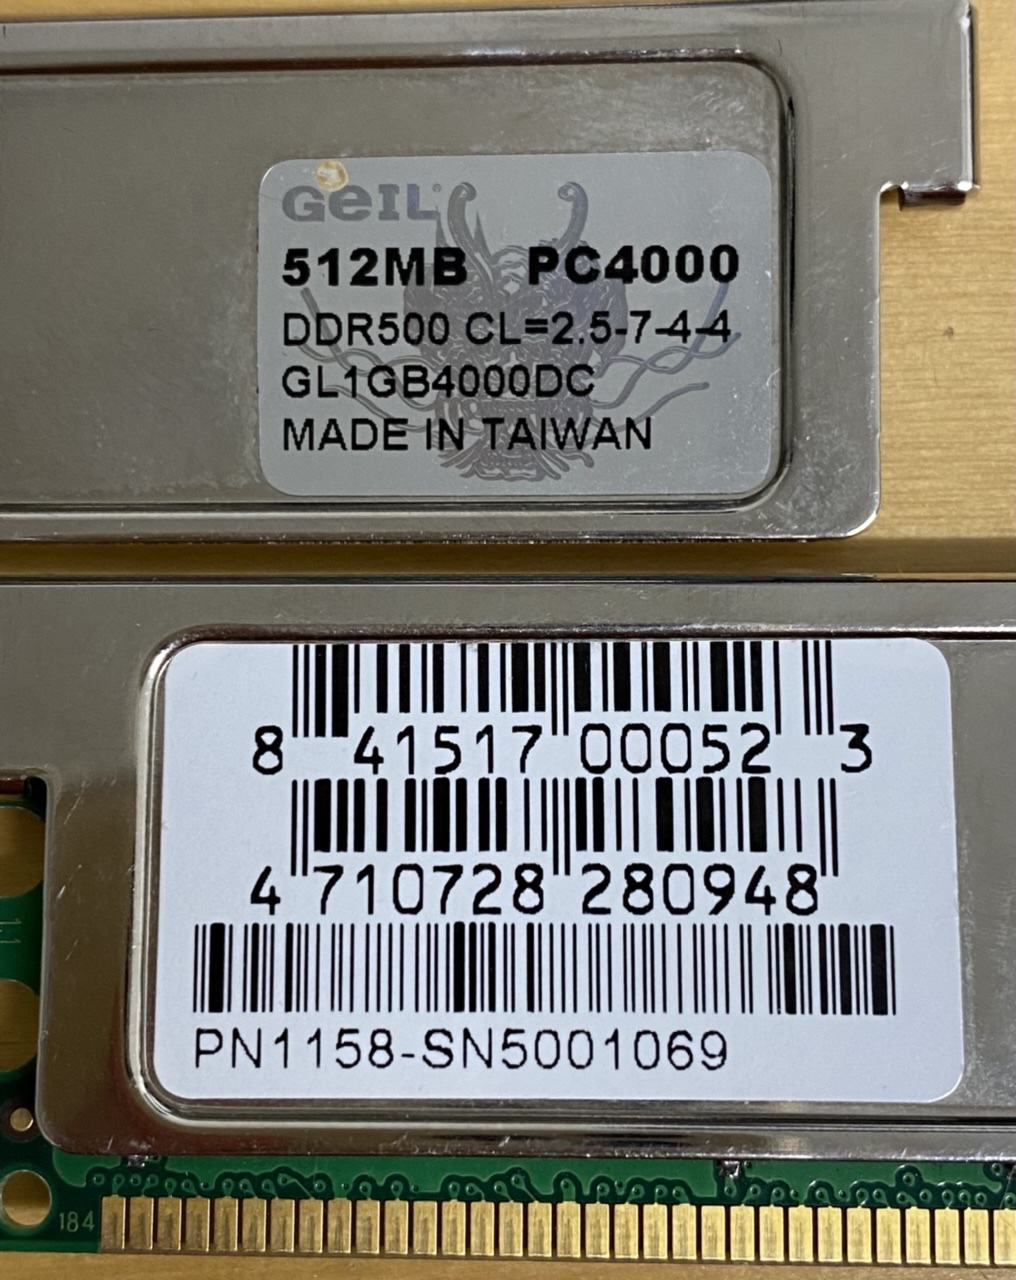 GeIL
512MB PC4000
DDR500 CL=2.5-7-4-4
GL1GB4000DC
MADE IN TAIWAN
8 41517 00052 3
4 710728 280948
PN1158-SN5001069
184